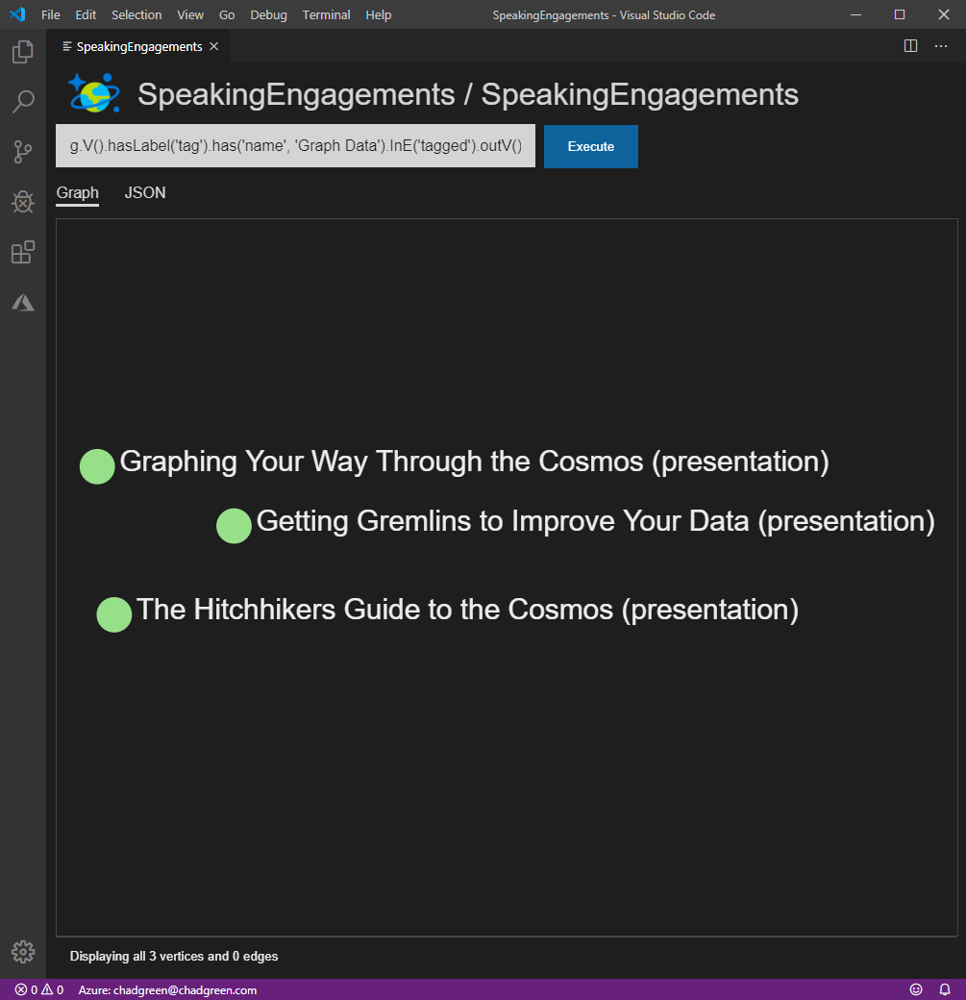 File Edit Selection View Go Debug Terminal Help SpeakingEngagements - Visual Studio Code
SpeakingEngagements
SpeakingEngagements / SpeakingEngagements
g.V().hasLabel('tag').has('name', 'Graph Data').InE('tagged').outV() Execute
Graph JSON
Graphing Your Way Through the Cosmos (presentation)
Getting Gremlins to Improve Your Data (presentation)
The Hitchhikers Guide to the Cosmos (presentation)
Displaying all 3 vertices and 0 edges
0 0 Azure: chadgreen@chadgreen.com